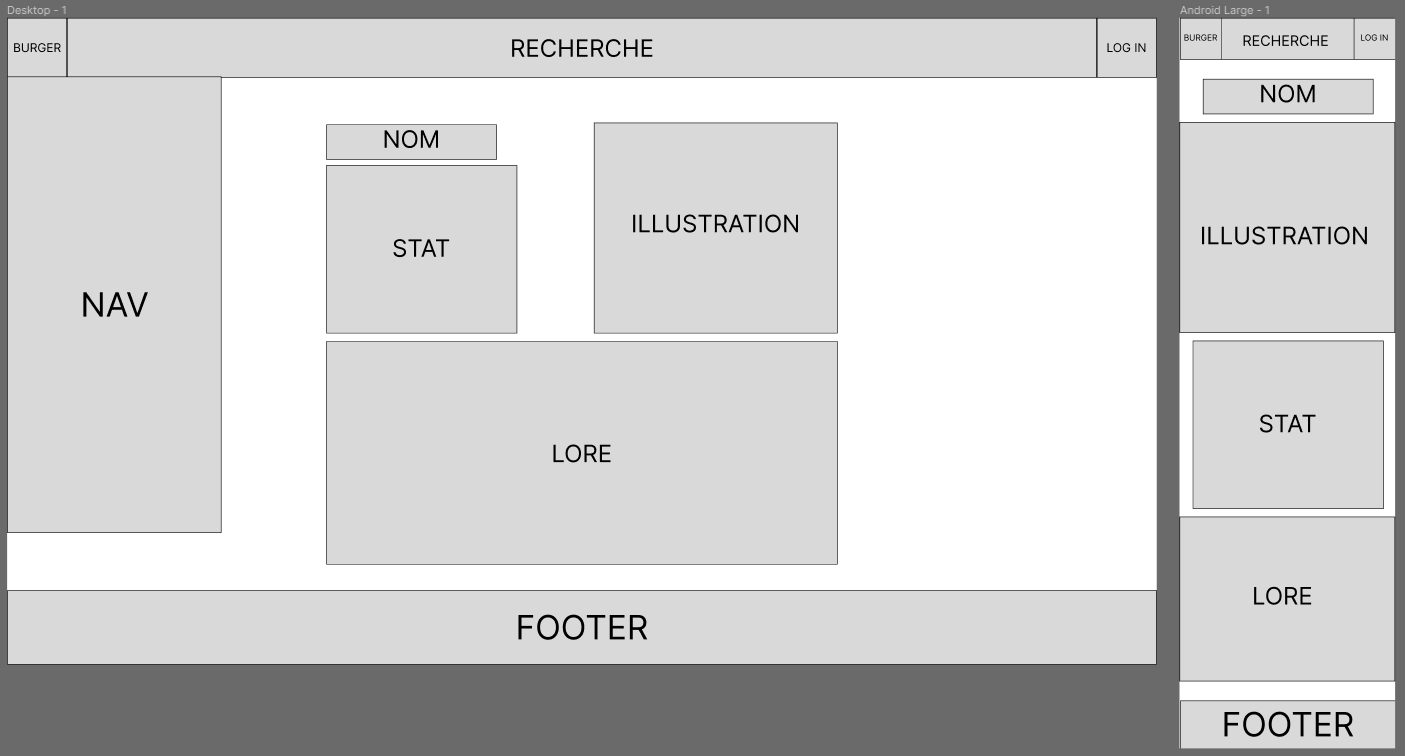 Desktop - 1
BURGER
RECHERCHE
LOG IN
NAV
NOM
STAT
ILLUSTRATION
LORE
FOOTER
Android Large - 1
BURGER
RECHERCHE
LOG IN
NOM
ILLUSTRATION
STAT
LORE
FOOTER